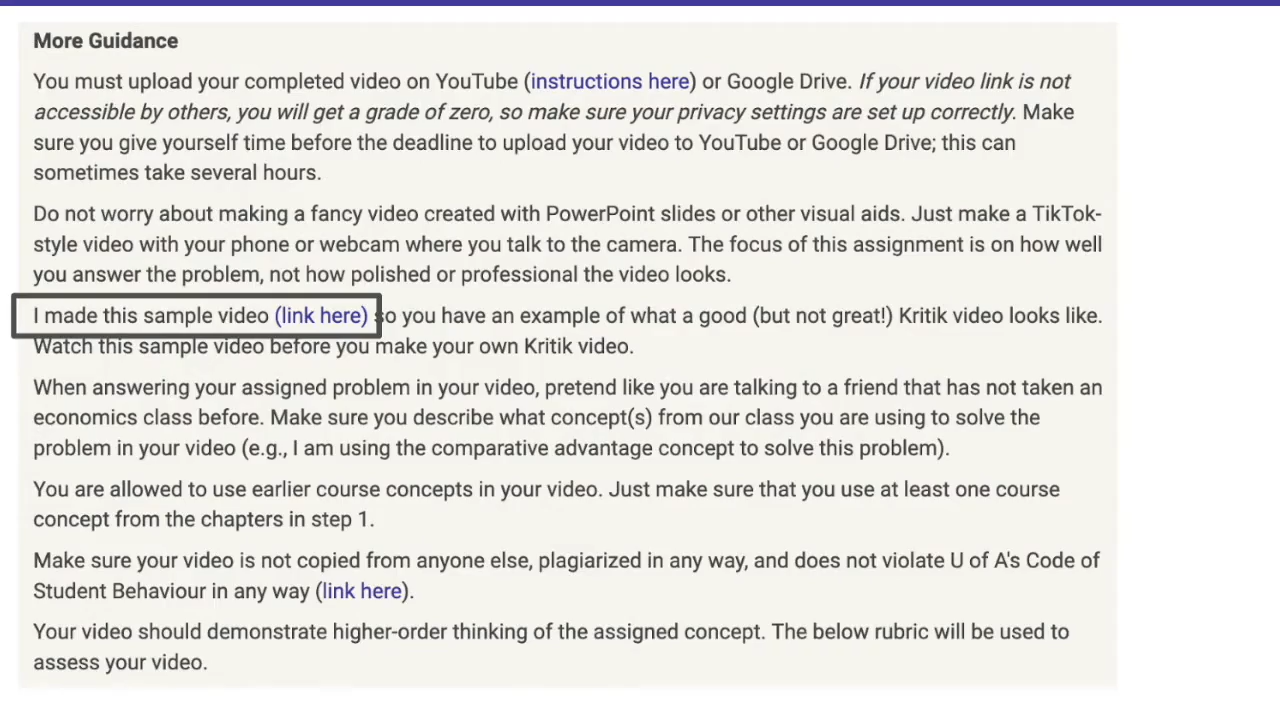 More Guidance
You must upload your completed video on YouTube (instructions here) or Google Drive. If your video link is not
accessible by others, you will get a grade of zero, so make sure your privacy settings are set up correctly. Make
sure you give yourself time before the deadline to upload your video to YouTube or Google Drive; this can
sometimes take several hours.
Do not worry about making a fancy video created with PowerPoint slides or other visual aids. Just make a TikTok-
style video with your phone or webcam where you talk to the camera. The focus of this assignment is on how well
you answer the problem, not how polished or professional the video looks.
I made this sample video (link here) so you have an example of what a good (but not great!) Kritik video looks like.
Watch this sample video before you make your own Kritik video.
When answering your assigned problem in your video, pretend like you are talking to a friend that has not taken an
economics class before. Make sure you describe what concept(s) from our class you are using to solve the
problem in your video (e.g., I am using the comparative advantage concept to solve this problem).
You are allowed to use earlier course concepts in your video. Just make sure that you use at least one course
concept from the chapters in step 1.
Make sure your video is not copied from anyone else, plagiarized in any way, and does not violate U of A's Code of
Student Behaviour in any way (link here).
Your video should demonstrate higher-order thinking of the assigned concept. The below rubric will be used to
assess your video.